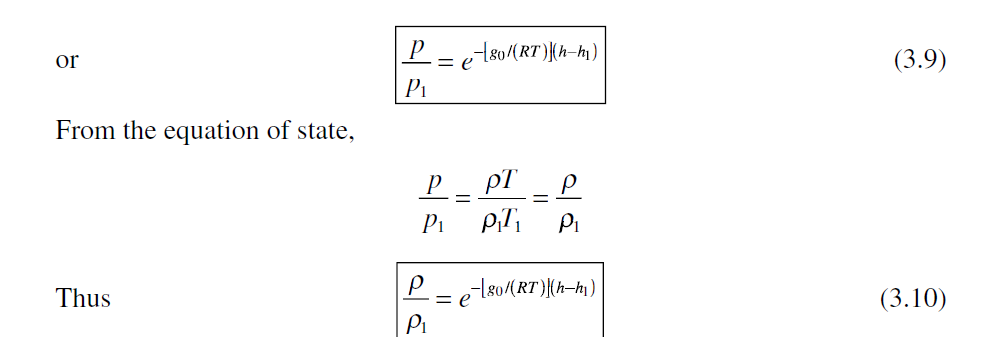 or p/p₁ = e^{-[g₀/(RT)](h-h₁)} (3.9)
From the equation of state,
p/p₁ = ρT/ρ₁T₁ = ρ/ρ₁
Thus ρ/ρ₁ = e^{-[g₀/(RT)](h-h₁)} (3.10)